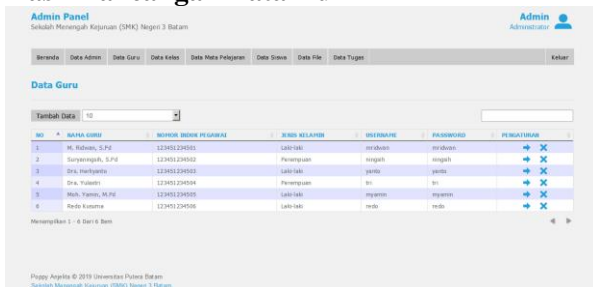 Admin Panel
Sekolah Menengah Kejuruan (SMK) Negeri 3 Batam
Admin
Administrator
Beranda Data Admin Data Guru Data Kelas Data Mata Pelajaran Data Siswa Data File Data Tugas Keluar
Data Guru
Tambah Data 10
NO NAMA GURU NOMOR INDUK PEGAWAI JENIS KELAMIN USERNAME PASSWORD PENGATURAN
1 M. Ridwan, S.Pd 123451234501 Laki-laki mridwan mridwan
2 Suryaningsih, S.Pd 123451234502 Perempuan ningsih ningsih
3 Drs. Heriyanto 123451234503 Laki-laki yanto yanto
4 Dra. Yulastri 123451234504 Perempuan tri tri
5 Moh. Yamin, M.Pd 123451234505 Laki-laki myamin myamin
6 Redo Kusuma 123451234506 Laki-laki redo redo
Menampilkan 1 - 6 Dari 6 Item
Poppy Anjelita © 2019 Universitas Putera Batam
Sekolah Menengah Kejuruan (SMK) Negeri 3 Batam